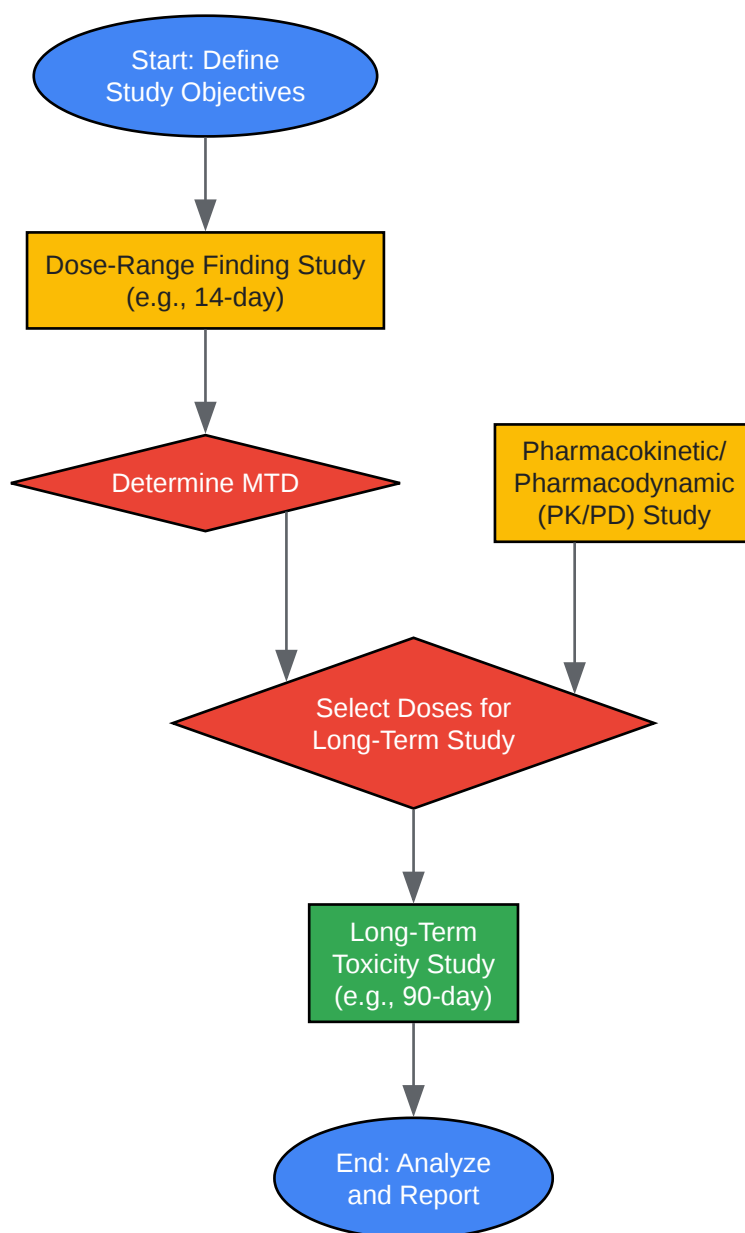 Start: Define
Study Objectives
Dose-Range Finding Study
(e.g., 14-day)
Determine MTD
Pharmacokinetic/
Pharmacodynamic
(PK/PD) Study
Select Doses for
Long-Term Study
Long-Term
Toxicity Study
(e.g., 90-day)
End: Analyze
and Report